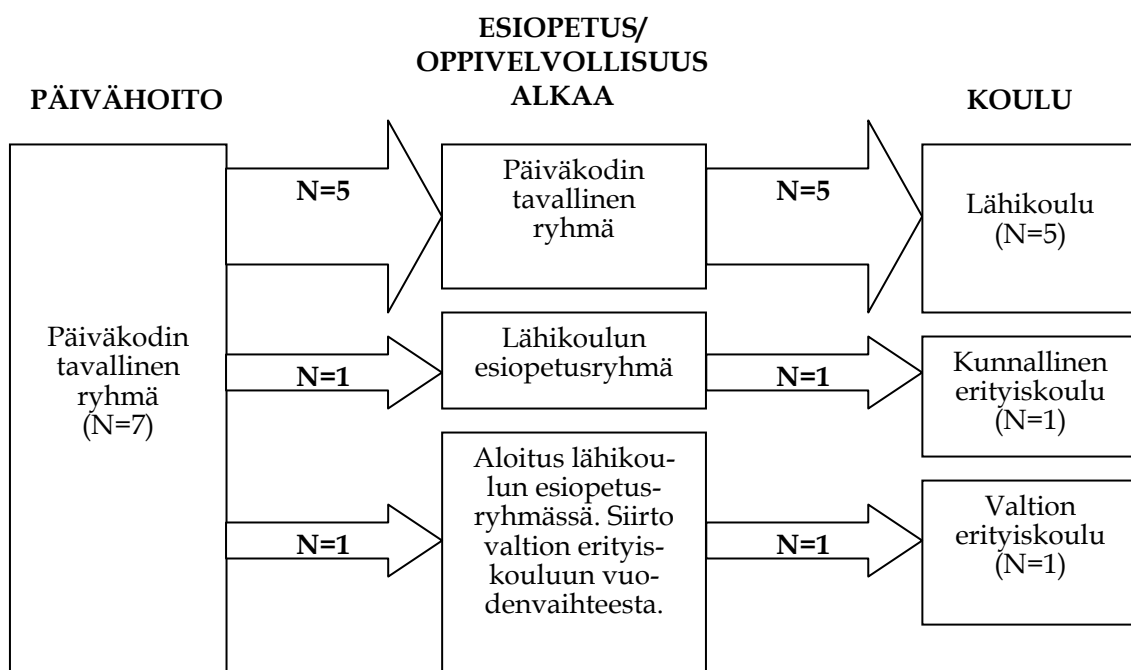 ESIOPETUS/
OPPIVELVOLLISUUS
ALKAA
PÄIVÄHOITO
KOULU
Päiväkodin
tavallinen
ryhmä
(N=7)
N=5
Päiväkodin
tavallinen
ryhmä
N=5
Lähikoulu
(N=5)
N=1
Lähikoulun
esiopetusryhmä
N=1
Kunnallinen
erityiskoulu
(N=1)
N=1
Aloitus lähikou-
lun esiopetus-
ryhmässä. Siirto
valtion erityis-
kouluun vuo-
denvaihteesta.
N=1
Valtion
erityiskoulu
(N=1)